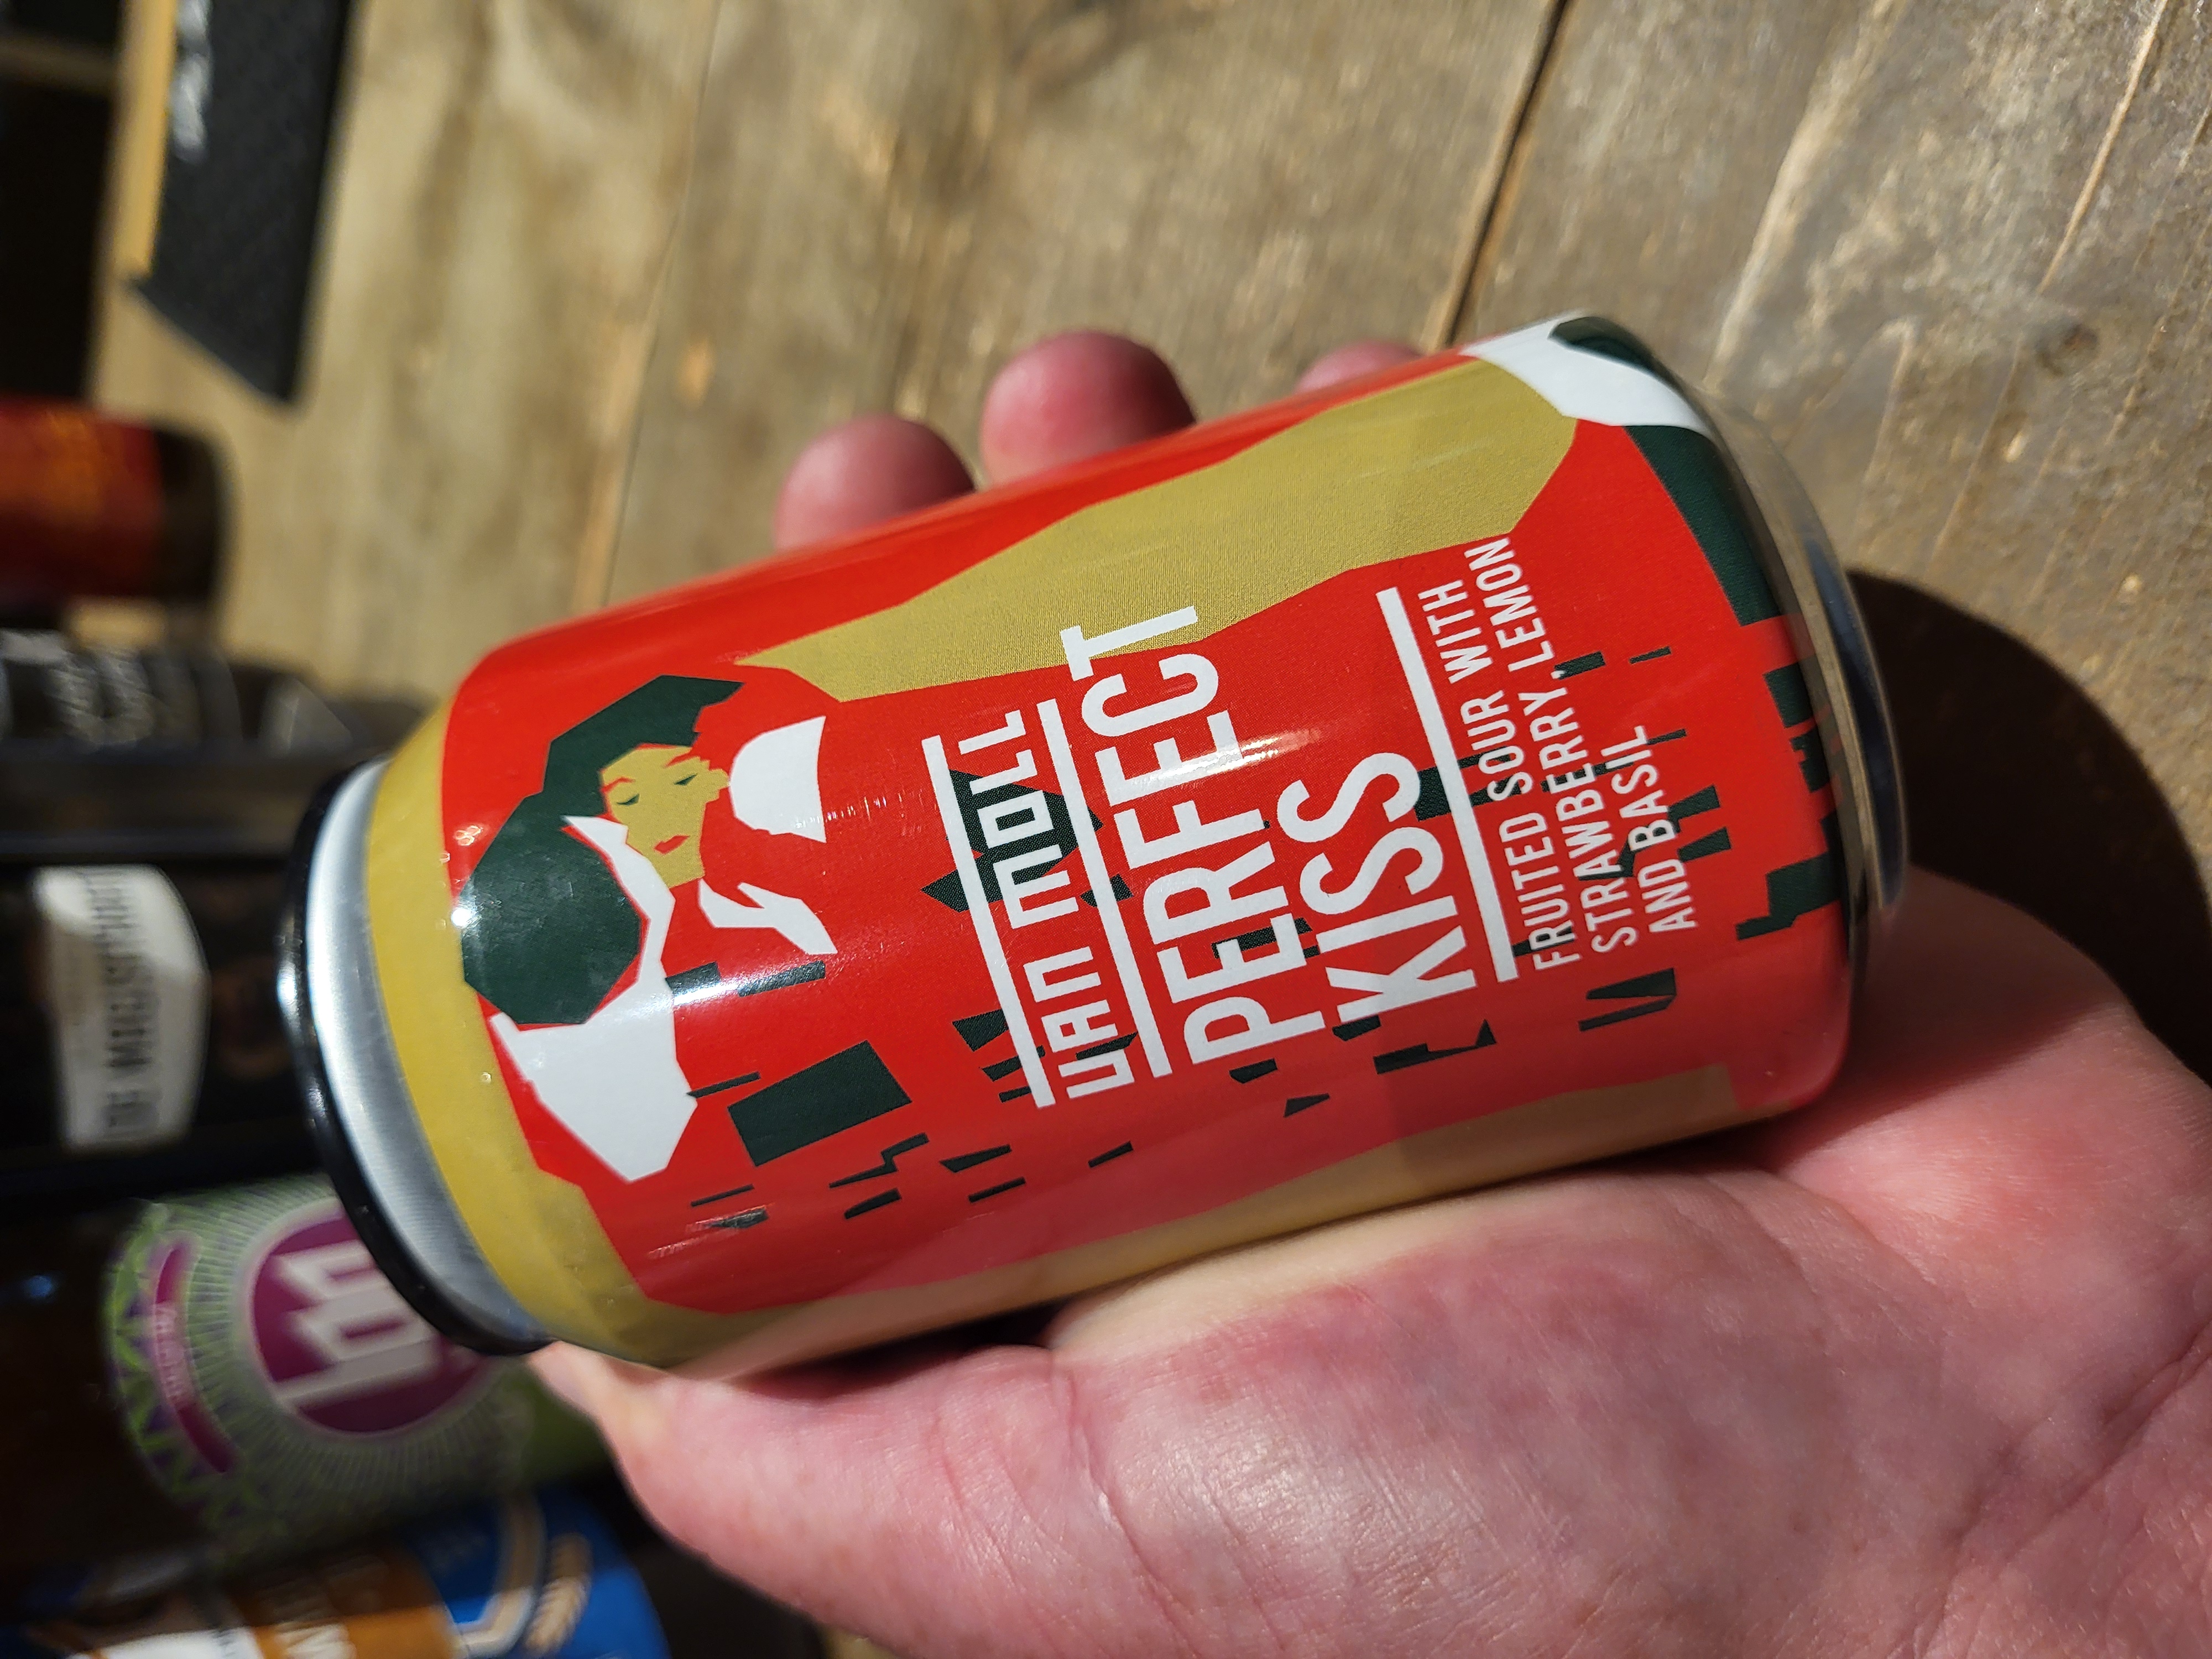 VAN MOLL
PERFECT
KISS
FRUITED SOUR WITH
STRAWBERRY, LEMON
AND BASIL